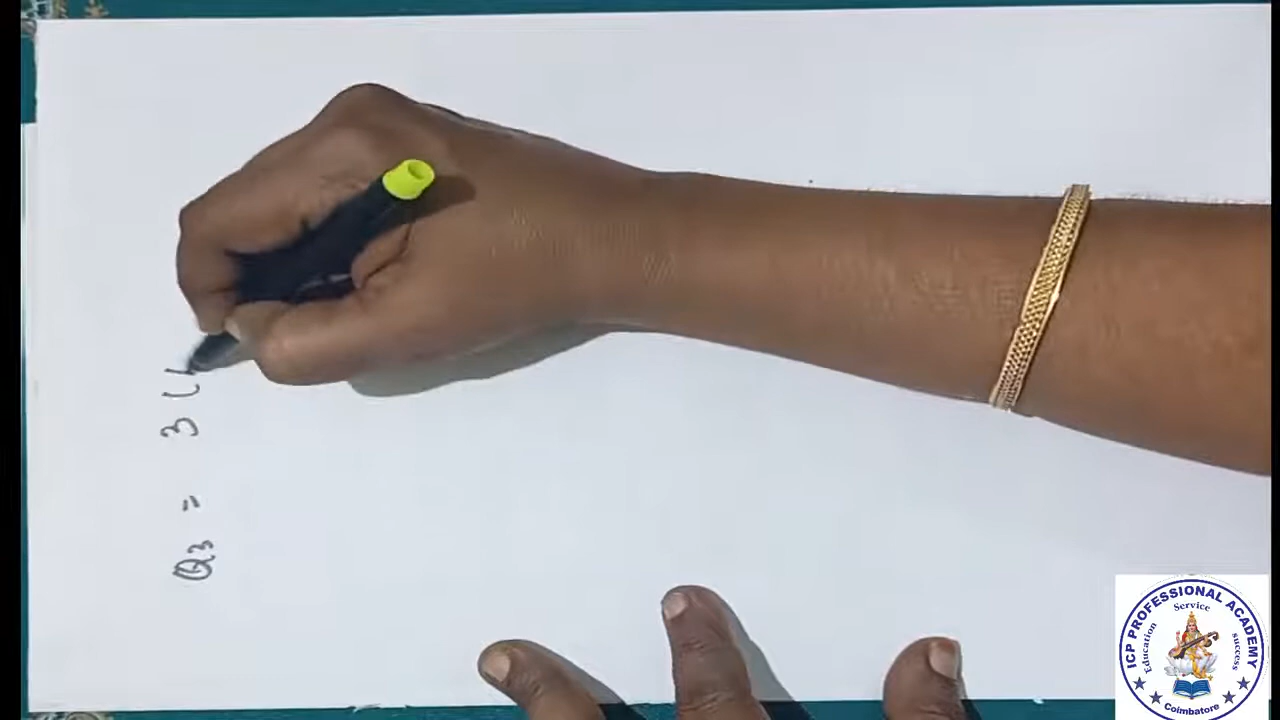 Q₃ = 3 (
ICP PROFESSIONAL ACADEMY
Service
Education
success
Coimbatore